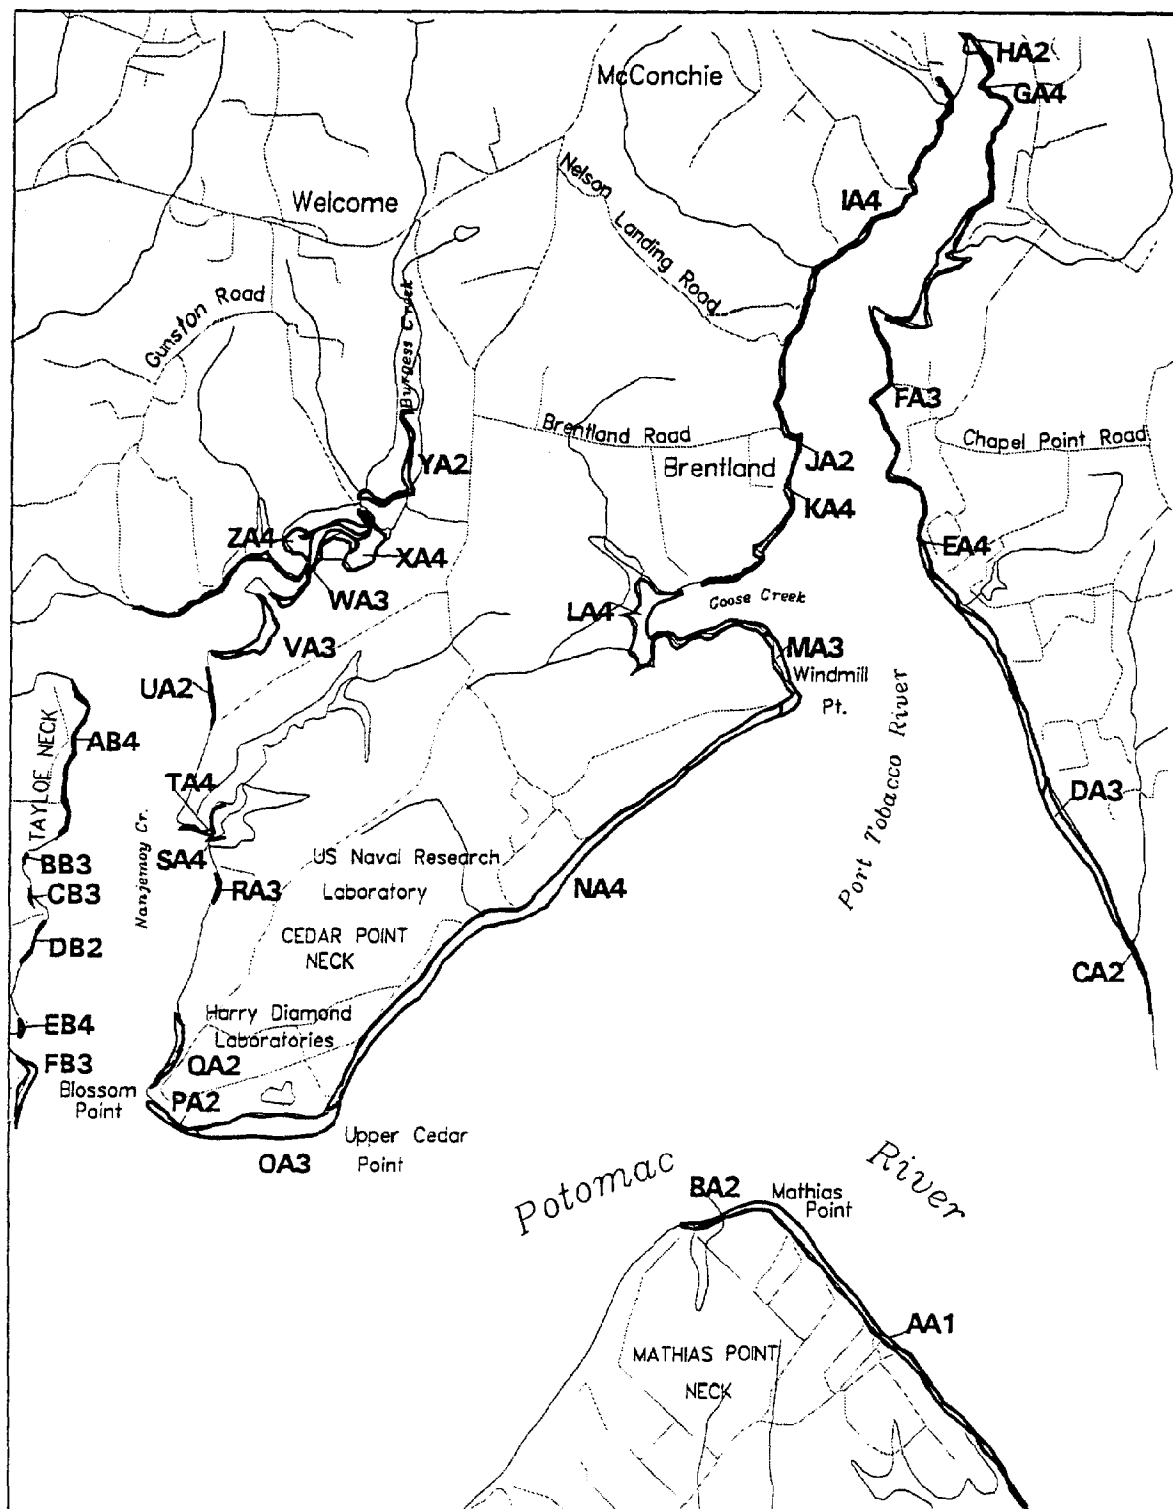 HA2
McConchie
GA4
Nelson
Landing
Road
Welcome
IA4
Burgess Creek
Gunston Road
FA3
Brentland Road
Chapel Point Road
YA2
Brentland
JA2
KA4
ZA4
XA4
EA4
WA3
LA4
Goose Creek
VA3
MA3
Windmill
Pt.
UA2
TAYLOE NECK
AB4
Port Tobacco River
TA4
DA3
Nanjemoy Cr.
BB3
SA4
US Naval Research
Laboratory
CB3
RA3
NA4
DB2
CEDAR POINT
NECK
CA2
EB4
Harry Diamond
Laboratories
FB3
QA2
Blossom
Point
PA2
OA3
Upper Cedar
Point
Potomac
River
BA2
Mathias
Point
AA1
MATHIAS POINT
NECK